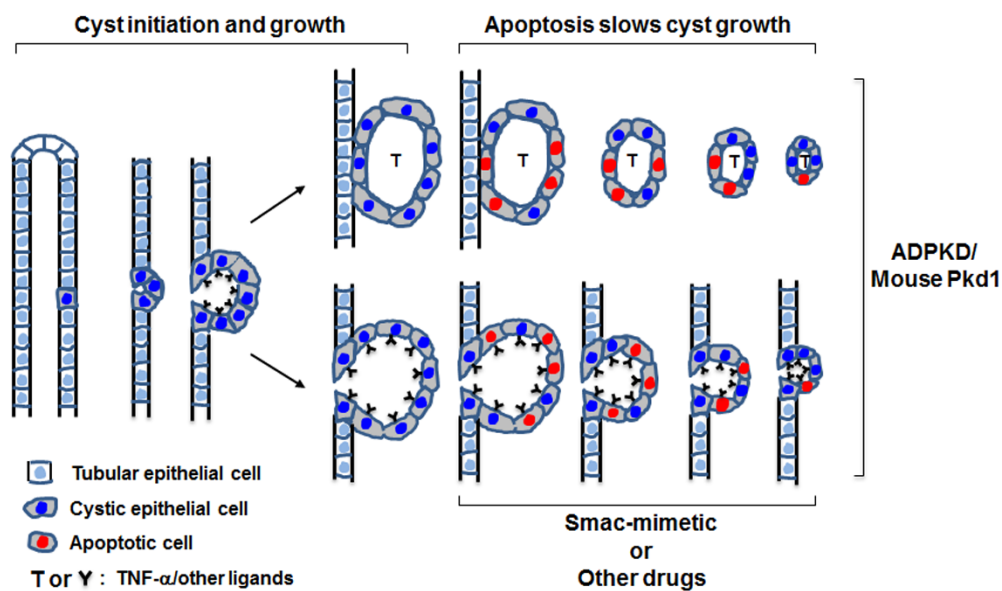 Cyst initiation and growth
Apoptosis slows cyst growth
T
T
T
T
T
ADPKD/
Mouse Pkd1
Tubular epithelial cell
Cystic epithelial cell
Apoptotic cell
T or Y : TNF-α/other ligands
Smac-mimetic
or
Other drugs